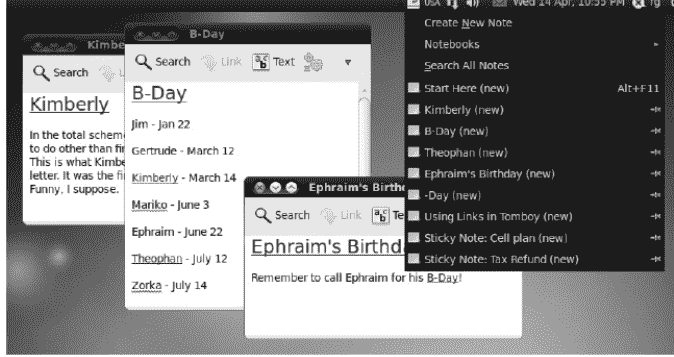 USA Wed 14 Apr, 10:55 PM rg
Create New Note
Notebooks
Search All Notes
Start Here (new) Alt+F11
Kimberly (new)
B-Day (new)
Theophan (new)
Ephraim's Birthday (new)
-Day (new)
Using Links in Tomboy (new)
Sticky Note: Cell plan (new)
Sticky Note: Tax Refund (new)
Kimbe
Search L
Kimberly
In the total schem
to do other than fi
This is what Kimbe
letter. It was the fi
Funny, I suppose.
B-Day
Search Link Text
B-Day
Jim - Jan 22
Gertrude - March 12
Kimberly - March 14
Mariko - June 3
Ephraim - June 22
Theophan - July 12
Zorka - July 14
Ephraim's Birthd
Search Link Te
Ephraim's Birthd
Remember to call Ephraim for his B-Day!